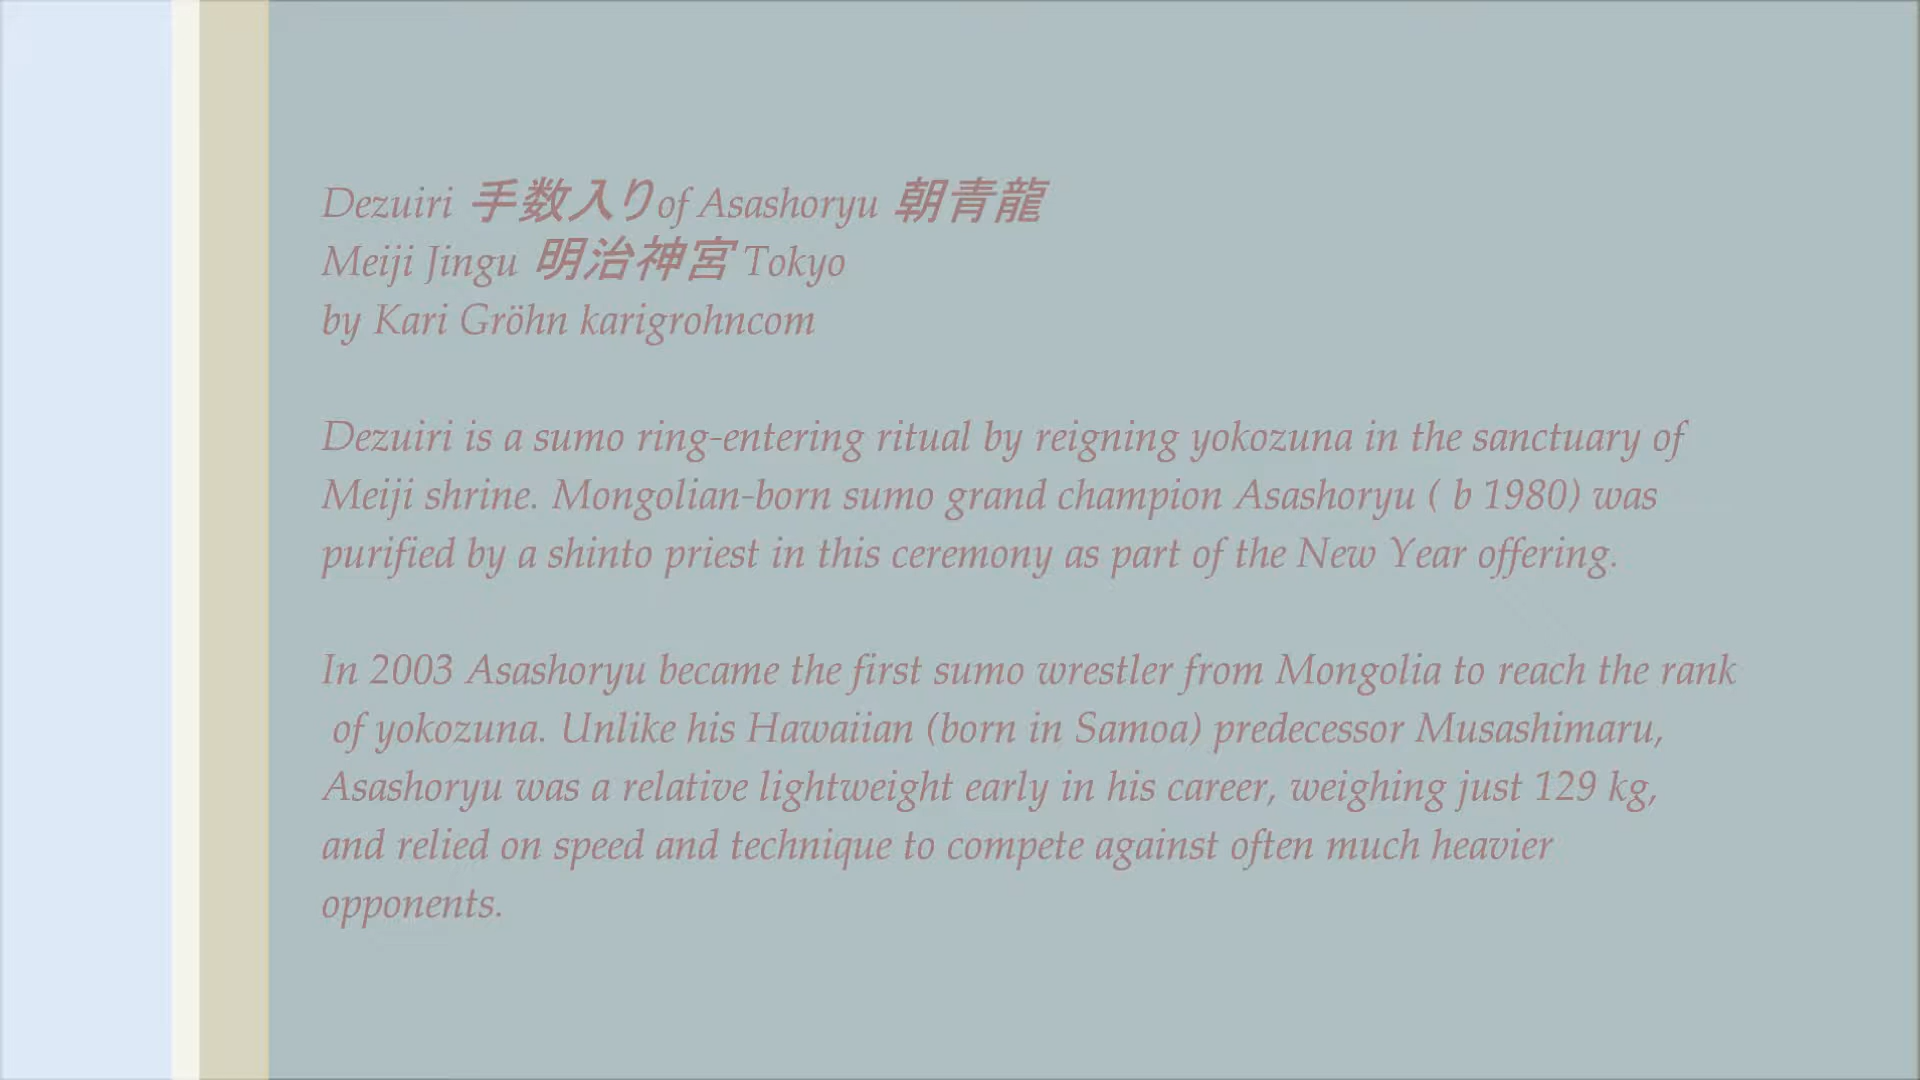 Dezuiri 手数入り of Asashoryu 朝青龍
Meiji Jingu 明治神宮 Tokyo
by Kari Gröhn karigrohncom
Dezuiri is a sumo ring-entering ritual by reigning yokozuna in the sanctuary of
Meiji shrine. Mongolian-born sumo grand champion Asashoryu ( b 1980) was
purified by a shinto priest in this ceremony as part of the New Year offering.
In 2003 Asashoryu became the first sumo wrestler from Mongolia to reach the rank
of yokozuna. Unlike his Hawaiian (born in Samoa) predecessor Musashimaru,
Asashoryu was a relative lightweight early in his career, weighing just 129 kg,
and relied on speed and technique to compete against often much heavier
opponents.